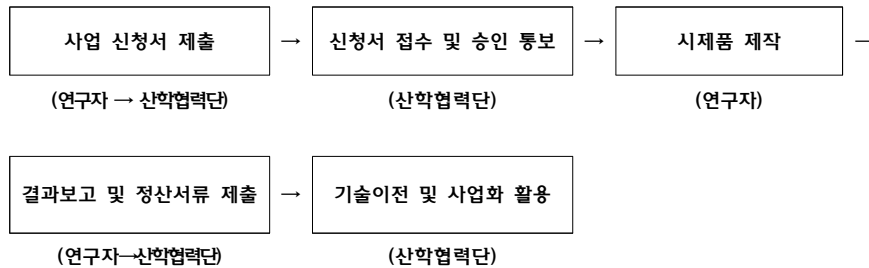 사업 신청서 제출 → 신청서 접수 및 승인 통보 → 시제품 제작 →
(연구자 → 산학협력단) (산학협력단) (연구자)
결과보고 및 정산서류 제출 → 기술이전 및 사업화 활용
(연구자→산학협력단) (산학협력단)